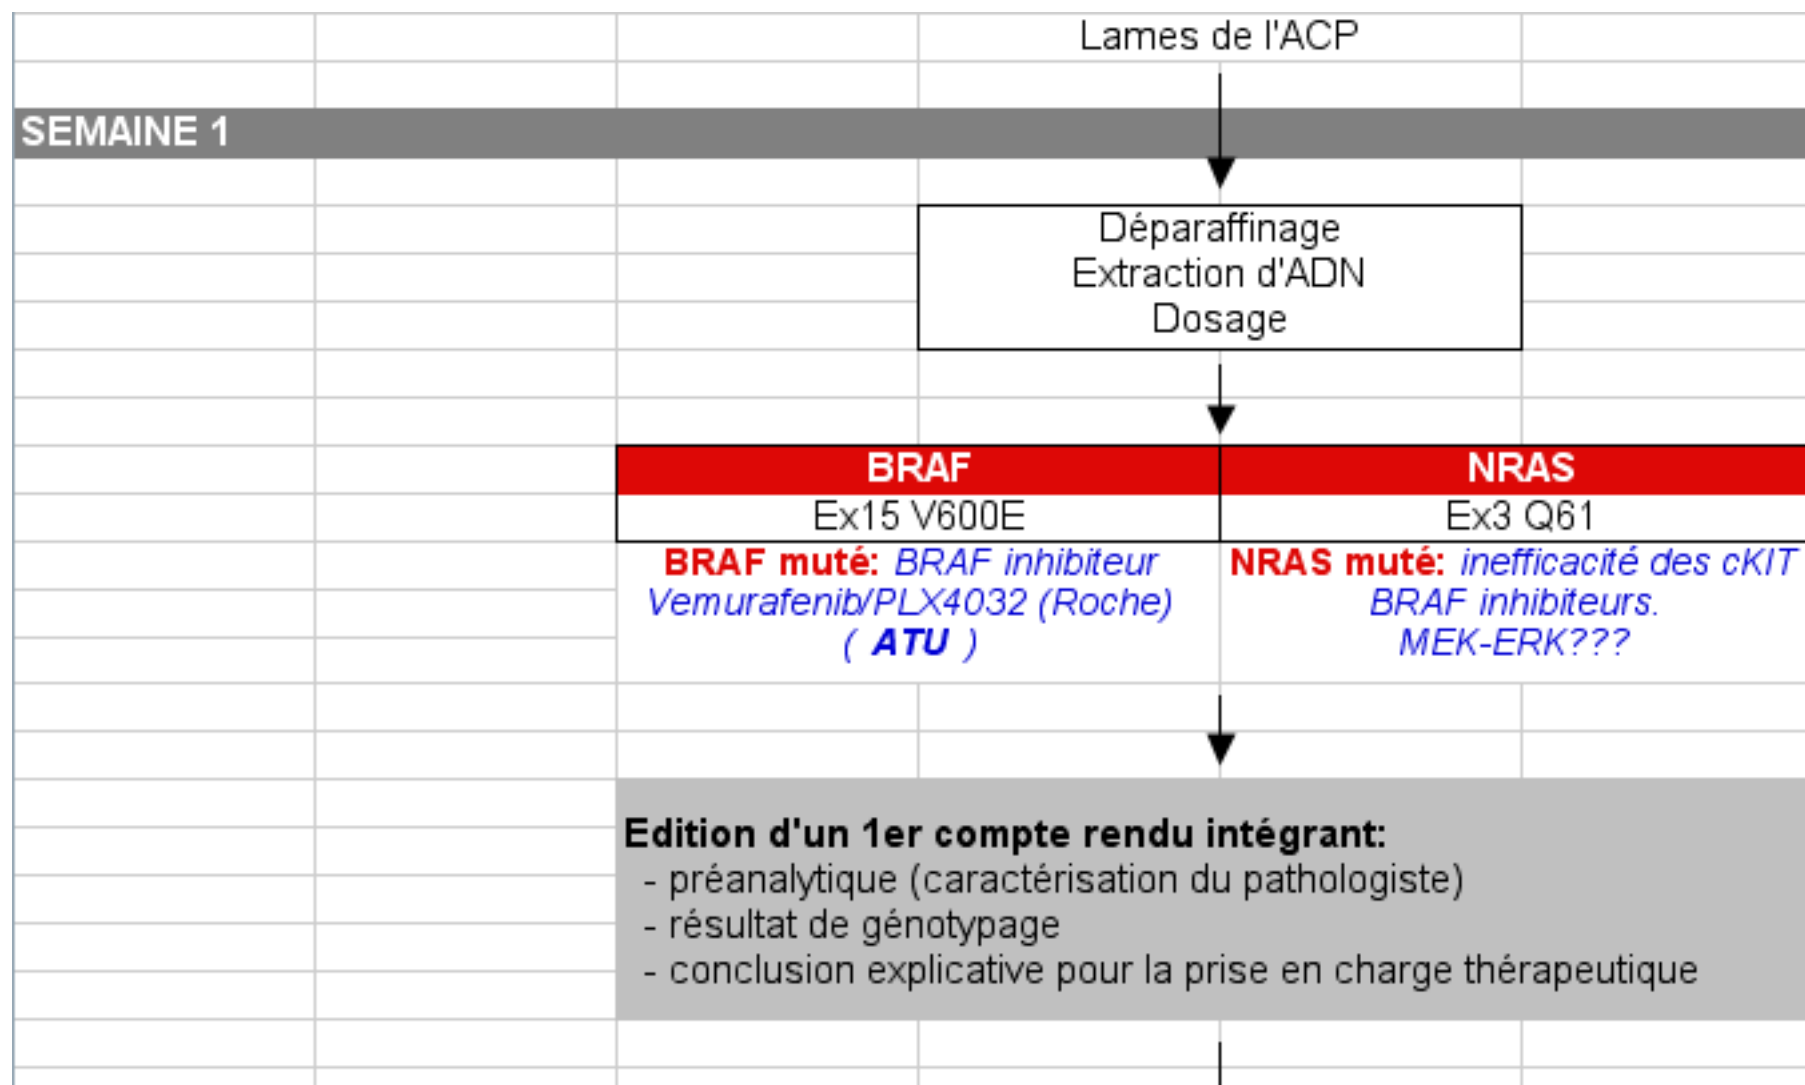 Lames de l'ACP
SEMAINE 1
Déparaffinage
Extraction d'ADN
Dosage
BRAF
NRAS
Ex15 V600E
Ex3 Q61
BRAF muté: BRAF inhibiteur
Vemurafenib/PLX4032 (Roche)
( ATU )
NRAS muté: inefficacité des cKIT
BRAF inhibiteurs.
MEK-ERK???
Edition d'un 1er compte rendu intégrant:
- préanalytique (caractérisation du pathologiste)
- résultat de génotypage
- conclusion explicative pour la prise en charge thérapeutique